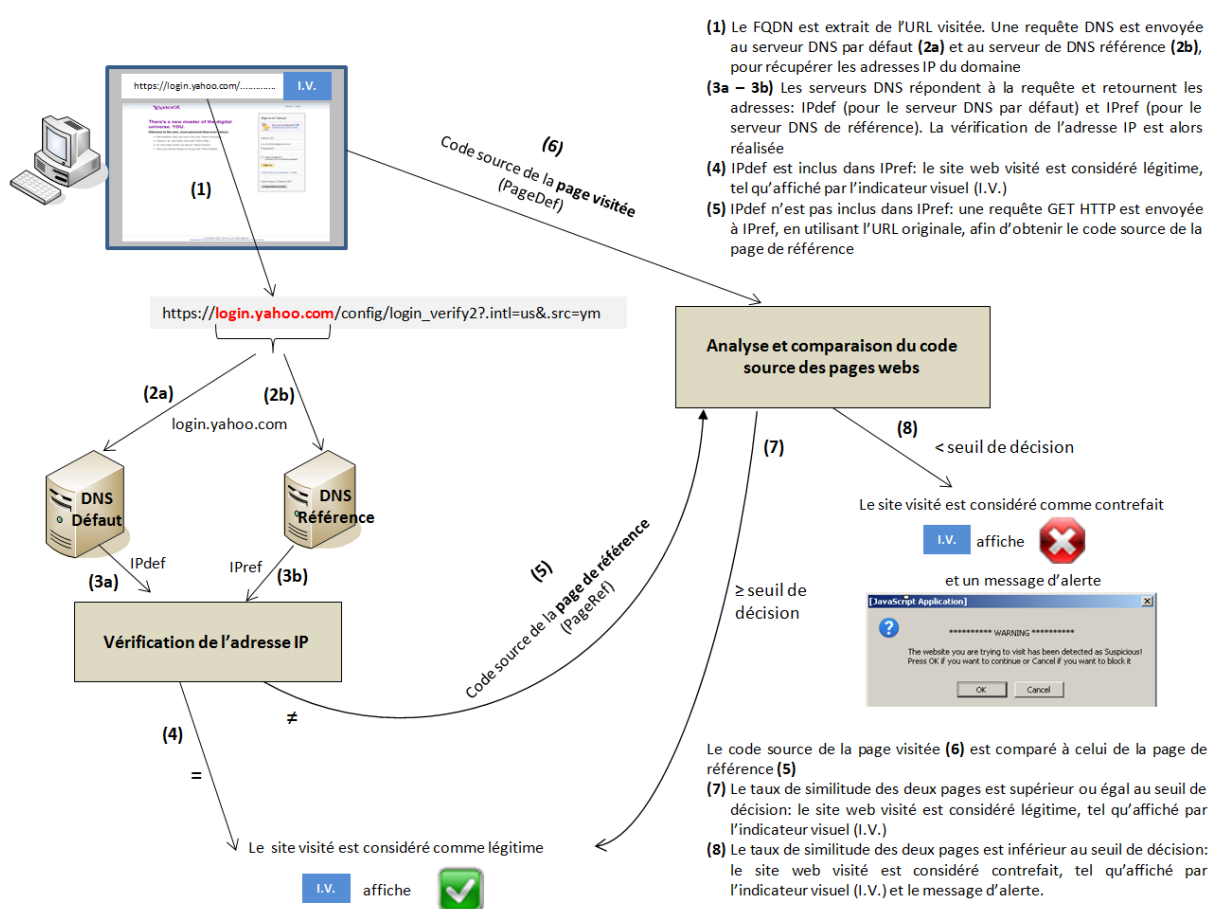 (1) Le FQDN est extrait de l'URL visitée. Une requête DNS est envoyée
au serveur DNS par défaut (2a) et au serveur de DNS référence (2b),
pour récupérer les adresses IP du domaine
(3a – 3b) Les serveurs DNS répondent à la requête et retournent les
adresses: IPdef (pour le serveur DNS par défaut) et IPref (pour le
serveur DNS de référence). La vérification de l'adresse IP est alors
réalisée
(4) IPdef est inclus dans IPref: le site web visité est considéré légitime,
tel qu'affiché par l'indicateur visuel (I.V.)
(5) IPdef n'est pas inclus dans IPref: une requête GET HTTP est envoyée
à IPref, en utilisant l'URL originale, afin d'obtenir le code source de la
page de référence
https://login.yahoo.com/..............
I.V.
YAHOO!
There's a new master of the digital
universe. YOU.
(1)
(6)
Code source de la page visitée
(PageDef)
https://login.yahoo.com/config/login_verify2?.intl=us&.src=ym
Analyse et comparaison du code
source des pages webs
(2a)
(2b)
login.yahoo.com
DNS
Défaut
DNS
Référence
(3a)
IPdef
IPref
(3b)
Vérification de l'adresse IP
(5)
Code source de la page de référence
(PageRef)
(7)
≥ seuil de
décision
(8)
< seuil de décision
Le site visité est considéré comme contrefait
I.V.
affiche
et un message d'alerte
[JavaScript Application]
********** WARNING **********
The website you are trying to visit has been detected as Suspicious!
Press OK if you want to continue or Cancel if you want to block it
OK
Cancel
(4)
=
≠
Le site visité est considéré comme légitime
I.V.
affiche
Le code source de la page visitée (6) est comparé à celui de la page de
référence (5)
(7) Le taux de similitude des deux pages est supérieur ou égal au seuil de
décision: le site web visité est considéré légitime, tel qu'affiché par
l'indicateur visuel (I.V.)
(8) Le taux de similitude des deux pages est inférieur au seuil de décision:
le site web visité est considéré contrefait, tel qu'affiché par
l'indicateur visuel (I.V.) et le message d'alerte.